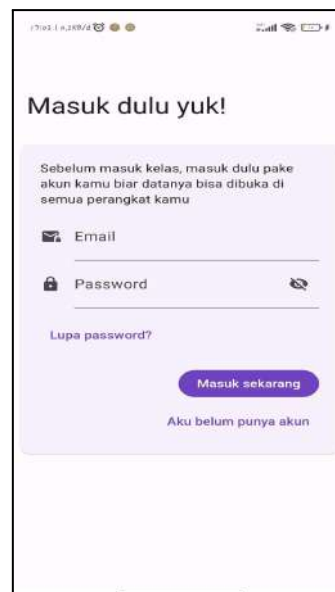 Masuk dulu yuk!
Sebelum masuk kelas, masuk dulu pake
akun kamu biar datanya bisa dibuka di
semua perangkat kamu
Email
Password
Lupa password?
Masuk sekarang
Aku belum punya akun